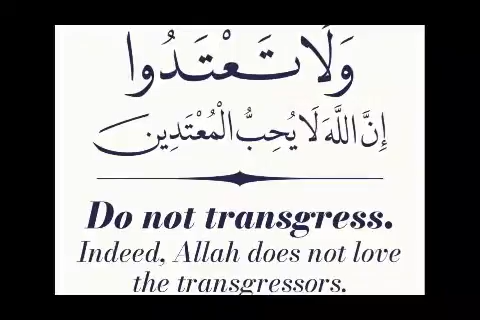 وَلَا تَعْتَدُوا
إِنَّ اللَّهَ لَا يُحِبُّ الْمُعْتَدِينَ
Do not transgress.
Indeed, Allah does not love
the transgressors.